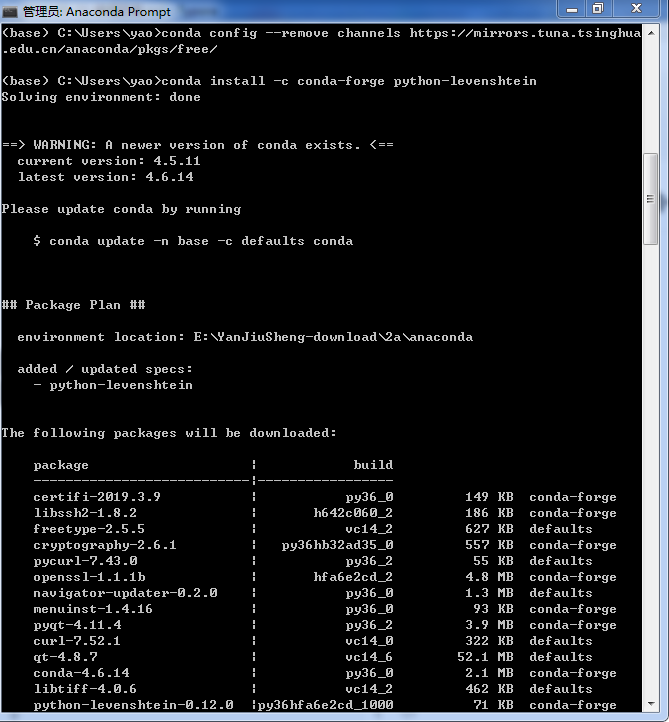 管理员: Anaconda Prompt
(base) C:\Users\yao>conda config --remove channels https://mirrors.tuna.tsinghua
.edu.cn/anaconda/pkgs/free/
(base) C:\Users\yao>conda install -c conda-forge python-levenshtein
Solving environment: done
==> WARNING: A newer version of conda exists. <==
  current version: 4.5.11
  latest version: 4.6.14
Please update conda by running
    $ conda update -n base -c defaults conda
## Package Plan ##
  environment location: E:\YanJiuSheng-download\2a\anaconda
  added / updated specs:
    - python-levenshtein
The following packages will be downloaded:
    package                    |            build
    ---------------------------|-----------------
    certifi-2019.3.9           |           py36_0         149 KB  conda-forge
    libssh2-1.8.2              |       h642c060_2         186 KB  conda-forge
    freetype-2.5.5             |           vc14_2         627 KB  defaults
    cryptography-2.6.1         |   py36hb32ad35_0         557 KB  conda-forge
    pycurl-7.43.0              |           py36_2          55 KB  defaults
    openssl-1.1.1b             |       hfa6e2cd_2         4.8 MB  conda-forge
    navigator-updater-0.2.0    |           py36_0         1.3 MB  defaults
    menuinst-1.4.16            |           py36_0          93 KB  conda-forge
    pyqt-4.11.4                |           py36_2         3.9 MB  conda-forge
    curl-7.52.1                |           vc14_0         322 KB  defaults
    qt-4.8.7                   |           vc14_6        52.1 MB  defaults
    conda-4.6.14               |           py36_0         2.1 MB  conda-forge
    libtiff-4.0.6              |           vc14_2         462 KB  defaults
    python-levenshtein-0.12.0  |py36hfa6e2cd_1000          71 KB  conda-forge